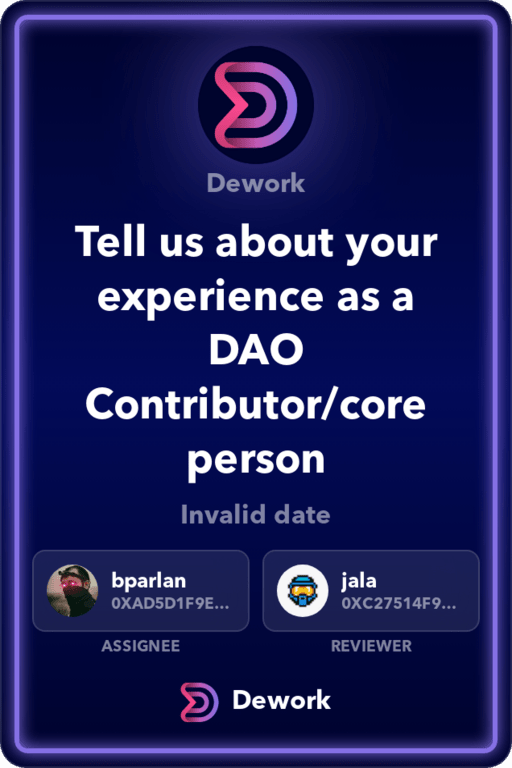 Dework
Tell us about your
experience as a
DAO
Contributor/core
person
Invalid date
bparlan
0XAD5D1F9E...
ASSIGNEE
jala
0XC27514F9...
REVIEWER
Dework